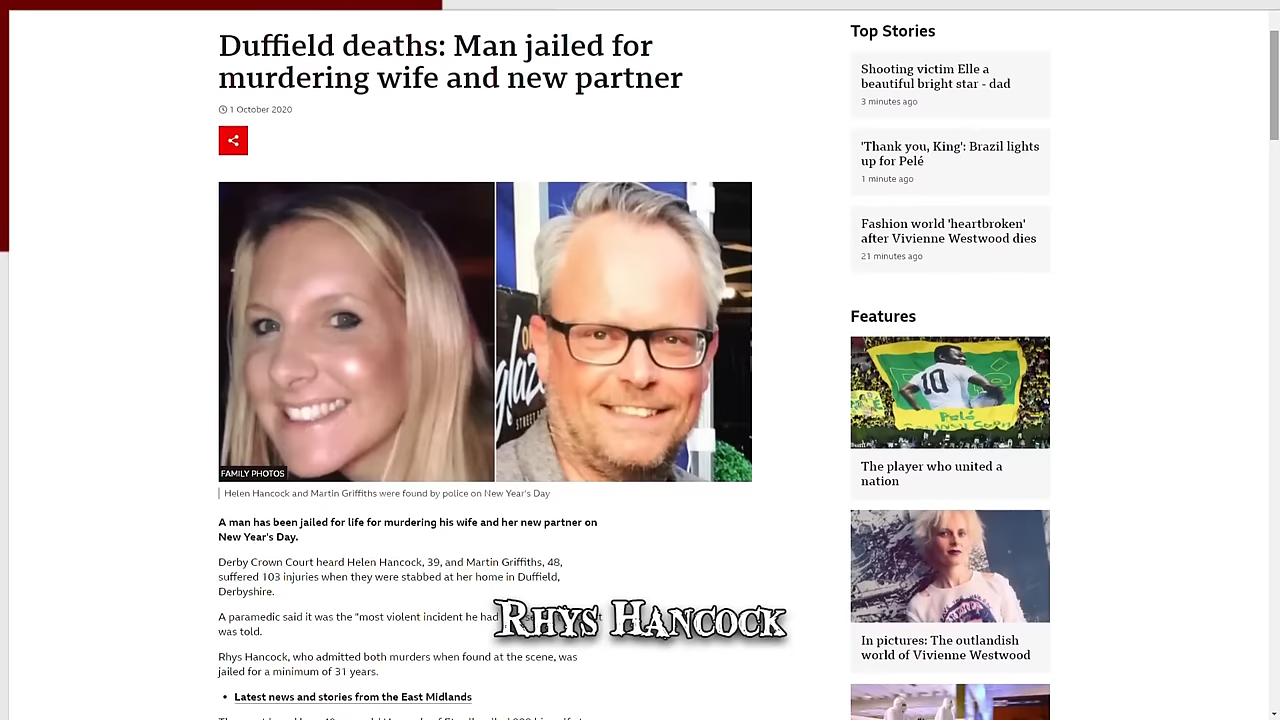 Duffield deaths: Man jailed for
murdering wife and new partner
1 October 2020
FAMILY PHOTOS
Helen Hancock and Martin Griffiths were found by police on New Year's Day
A man has been jailed for life for murdering his wife and her new partner on
New Year's Day.
Derby Crown Court heard Helen Hancock, 39, and Martin Griffiths, 48,
suffered 103 injuries when they were stabbed at her home in Duffield,
Derbyshire.
A paramedic said it was the "most violent incident he had
was told.
Rhys Hancock, who admitted both murders when found at the scene, was
jailed for a minimum of 31 years.
• Latest news and stories from the East Midlands
RHYS HANCOCK
Top Stories
Shooting victim Elle a
beautiful bright star - dad
3 minutes ago
'Thank you, King': Brazil lights
up for Pelé
1 minute ago
Fashion world 'heartbroken'
after Vivienne Westwood dies
21 minutes ago
Features
10
Pelé
The player who united a
nation
In pictures: The outlandish
world of Vivienne Westwood